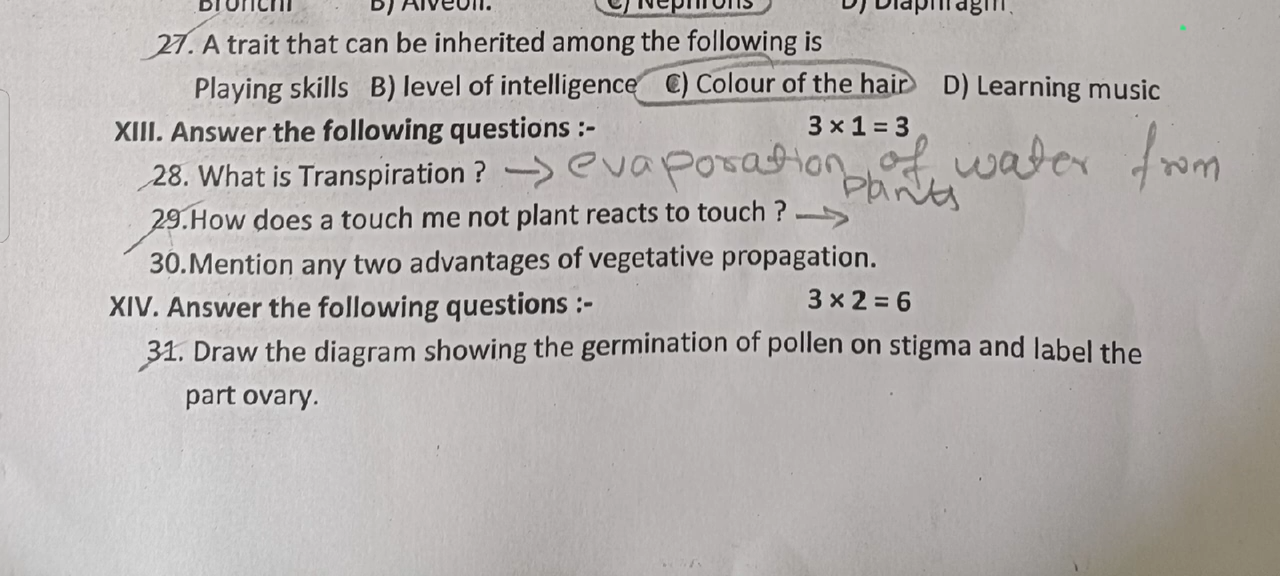 Bronchi B) Alveoli. C) Nephrons D) Diaphragm
27. A trait that can be inherited among the following is
Playing skills B) level of intelligence C) Colour of the hair D) Learning music
XIII. Answer the following questions :- 3 x 1 = 3
28. What is Transpiration ? → evaporation of water from
plants
29.How does a touch me not plant reacts to touch ? →
30.Mention any two advantages of vegetative propagation.
XIV. Answer the following questions :- 3 x 2 = 6
31. Draw the diagram showing the germination of pollen on stigma and label the
part ovary.